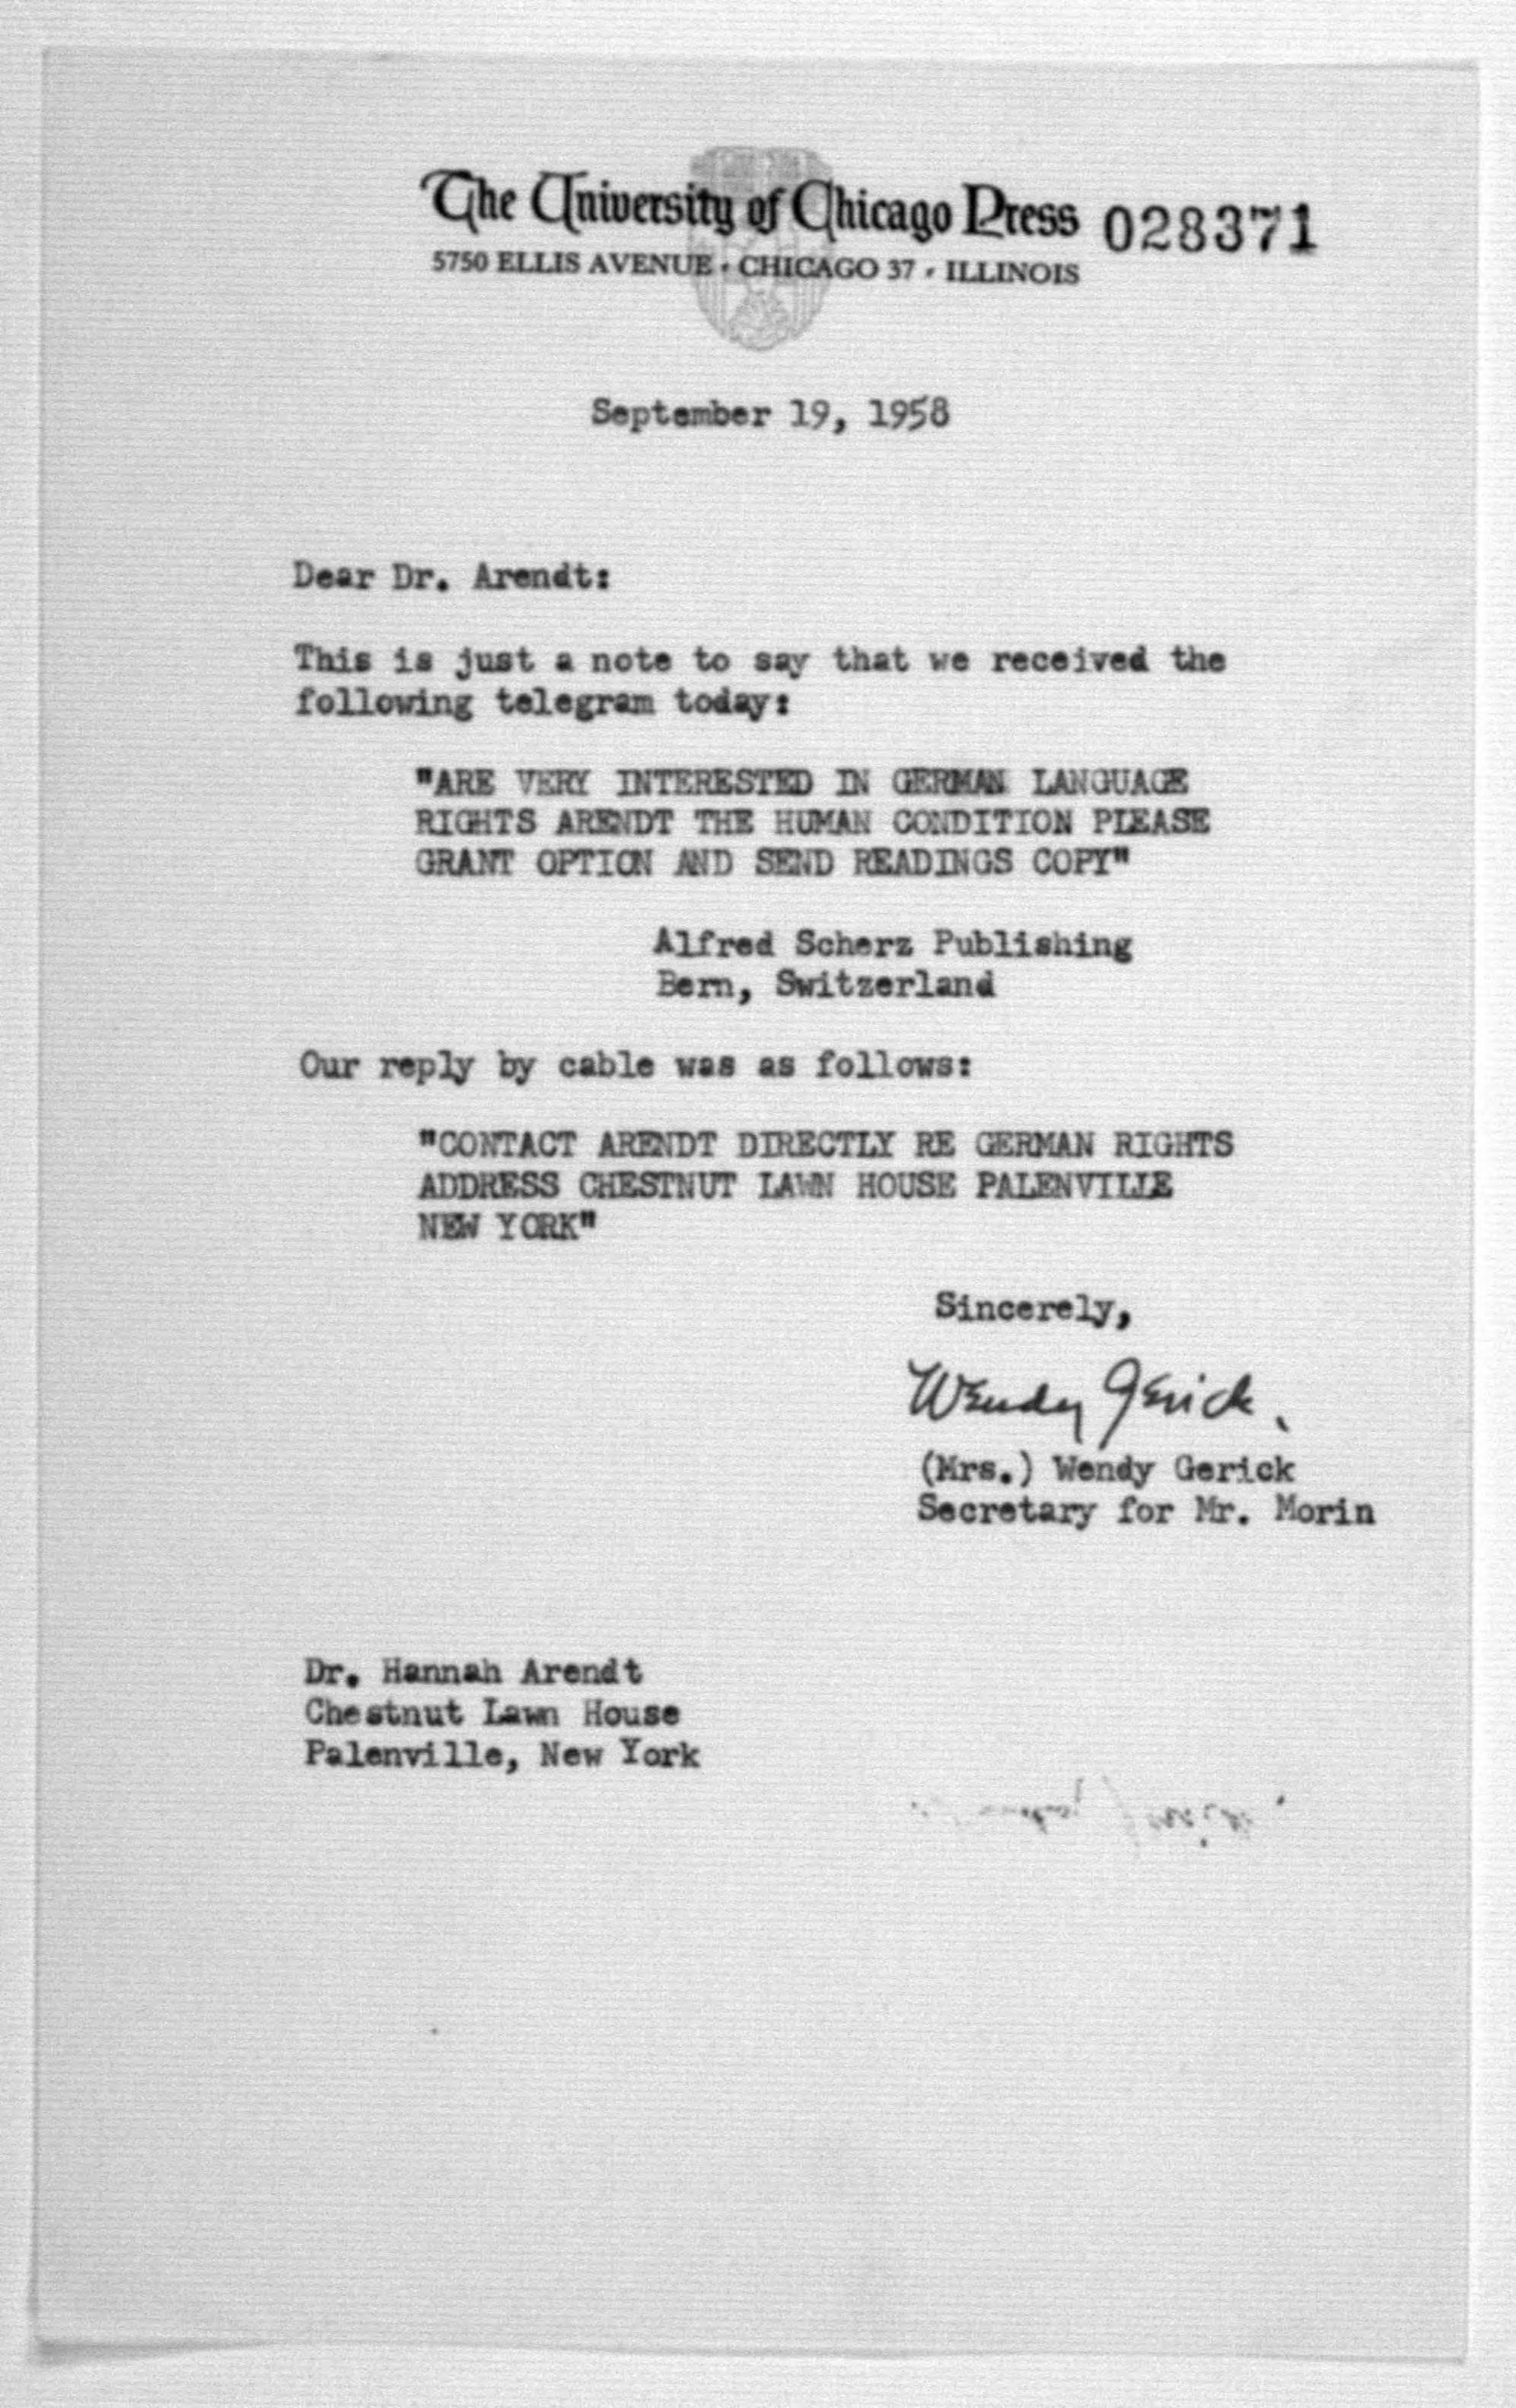 The University of Chicago Press 028371
5750 ELLIS AVENUE · CHICAGO 37 · ILLINOIS
September 19, 1958
Dear Dr. Arendt:
This is just a note to say that we received the
following telegram today:
"ARE VERY INTERESTED IN GERMAN LANGUAGE
RIGHTS ARENDT THE HUMAN CONDITION PLEASE
GRANT OPTION AND SEND READINGS COPY"
Alfred Scherz Publishing
Bern, Switzerland
Our reply by cable was as follows:
"CONTACT ARENDT DIRECTLY RE GERMAN RIGHTS
ADDRESS CHESTNUT LAWN HOUSE PALENVILLE
NEW YORK"
Sincerely,
Wendy Gerick.
(Mrs.) Wendy Gerick
Secretary for Mr. Morin
Dr. Hannah Arendt
Chestnut Lawn House
Palenville, New York